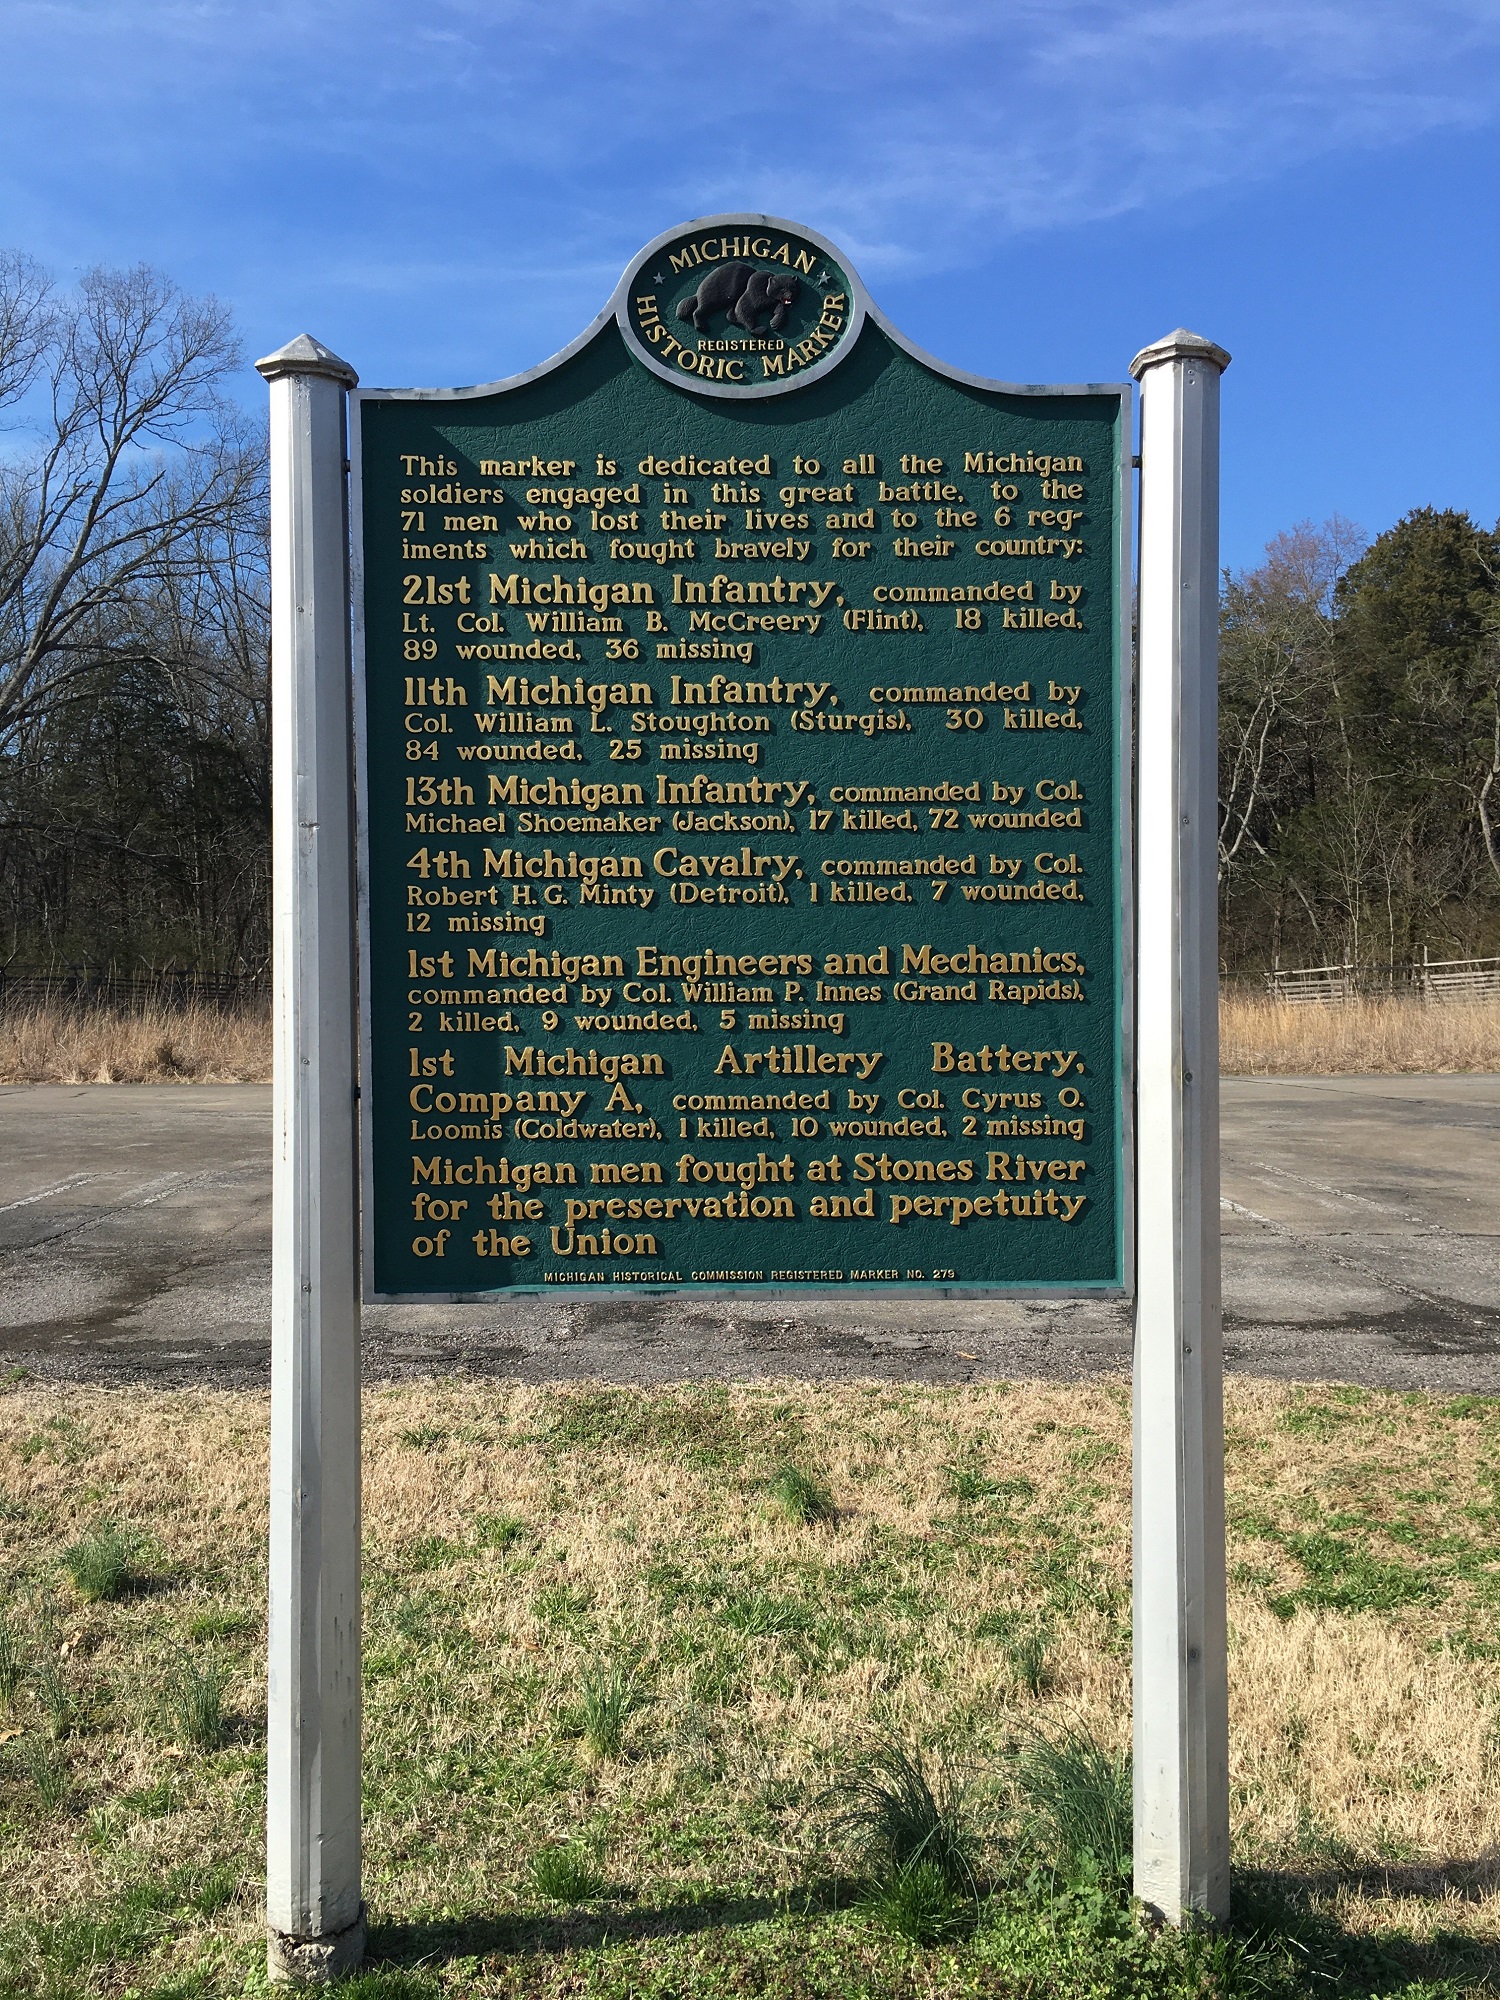 MICHIGAN
REGISTERED
HISTORIC MARKER
This marker is dedicated to all the Michigan
soldiers engaged in this great battle, to the
71 men who lost their lives and to the 6 reg-
iments which fought bravely for their country:
21st Michigan Infantry, commanded by
Lt. Col. William B. McCreery (Flint), 18 killed,
89 wounded, 36 missing
11th Michigan Infantry, commanded by
Col. William L. Stoughton (Sturgis), 30 killed,
84 wounded, 25 missing
13th Michigan Infantry, commanded by Col.
Michael Shoemaker (Jackson), 17 killed, 72 wounded
4th Michigan Cavalry, commanded by Col.
Robert H. G. Minty (Detroit), 1 killed, 7 wounded,
12 missing
1st Michigan Engineers and Mechanics,
commanded by Col. William P. Innes (Grand Rapids),
2 killed, 9 wounded, 5 missing
1st Michigan Artillery Battery,
Company A, commanded by Col. Cyrus O.
Loomis (Coldwater), 1 killed, 10 wounded, 2 missing
Michigan men fought at Stones River
for the preservation and perpetuity
of the Union
MICHIGAN HISTORICAL COMMISSION REGISTERED MARKER NO. 279